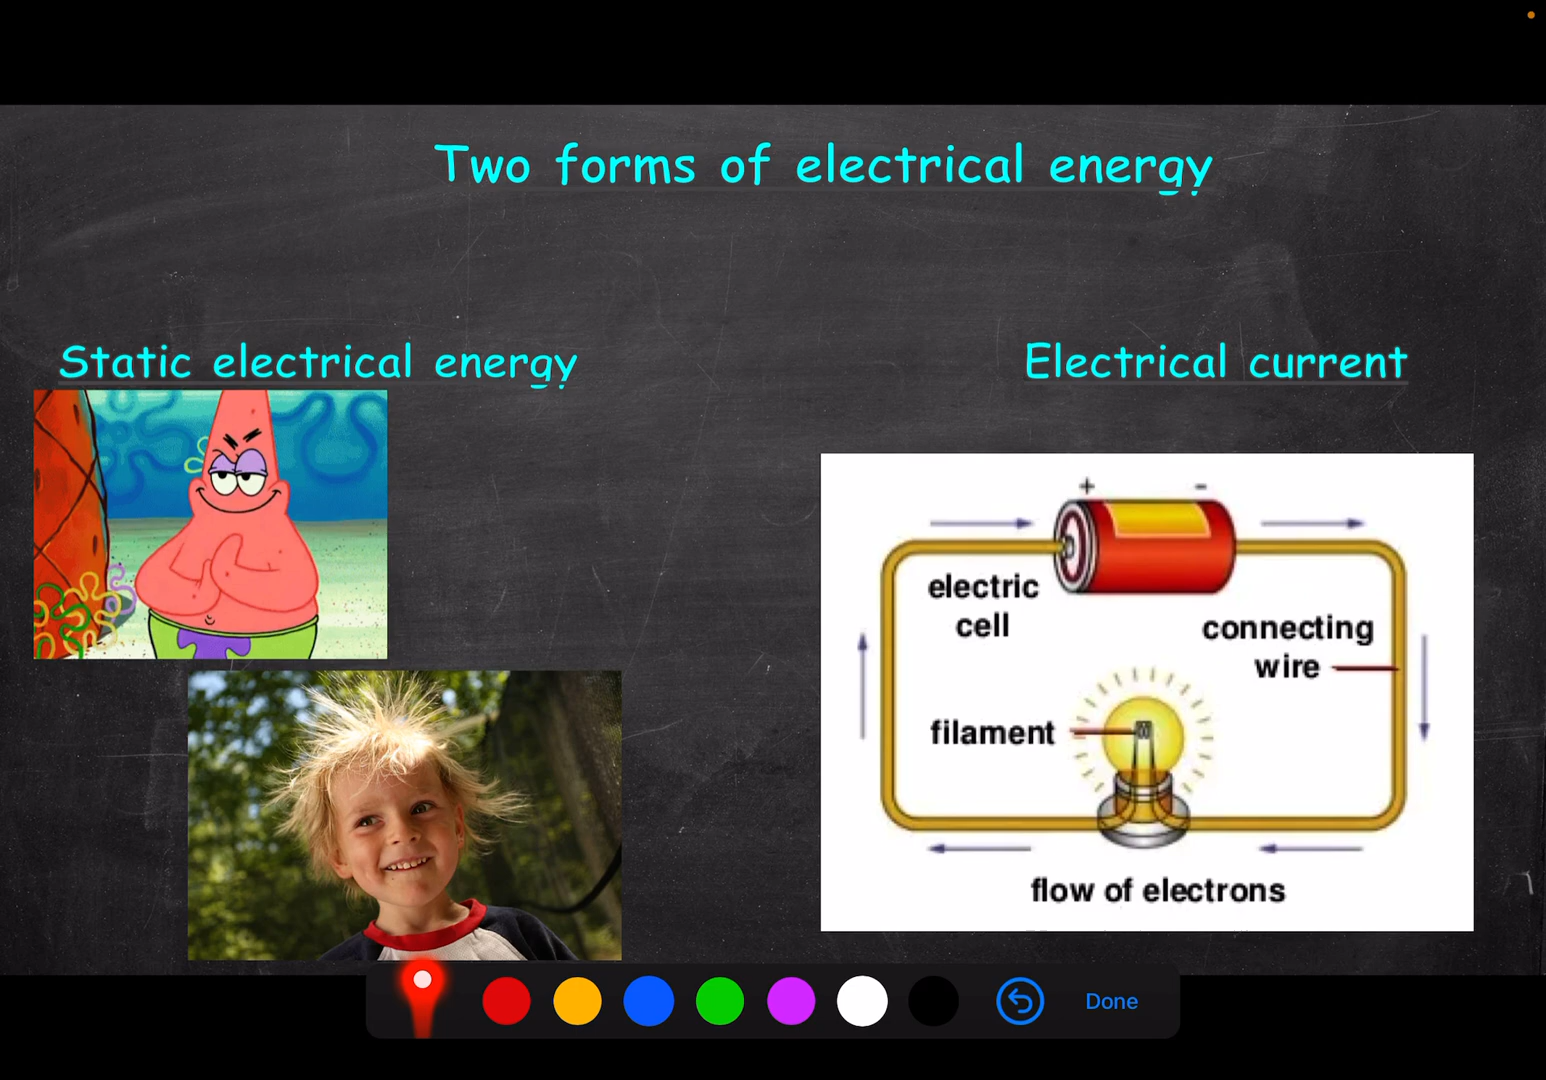 Two forms of electrical energy
Static electrical energy
Electrical current
+ -
electric
cell
connecting
wire
filament
flow of electrons
Done